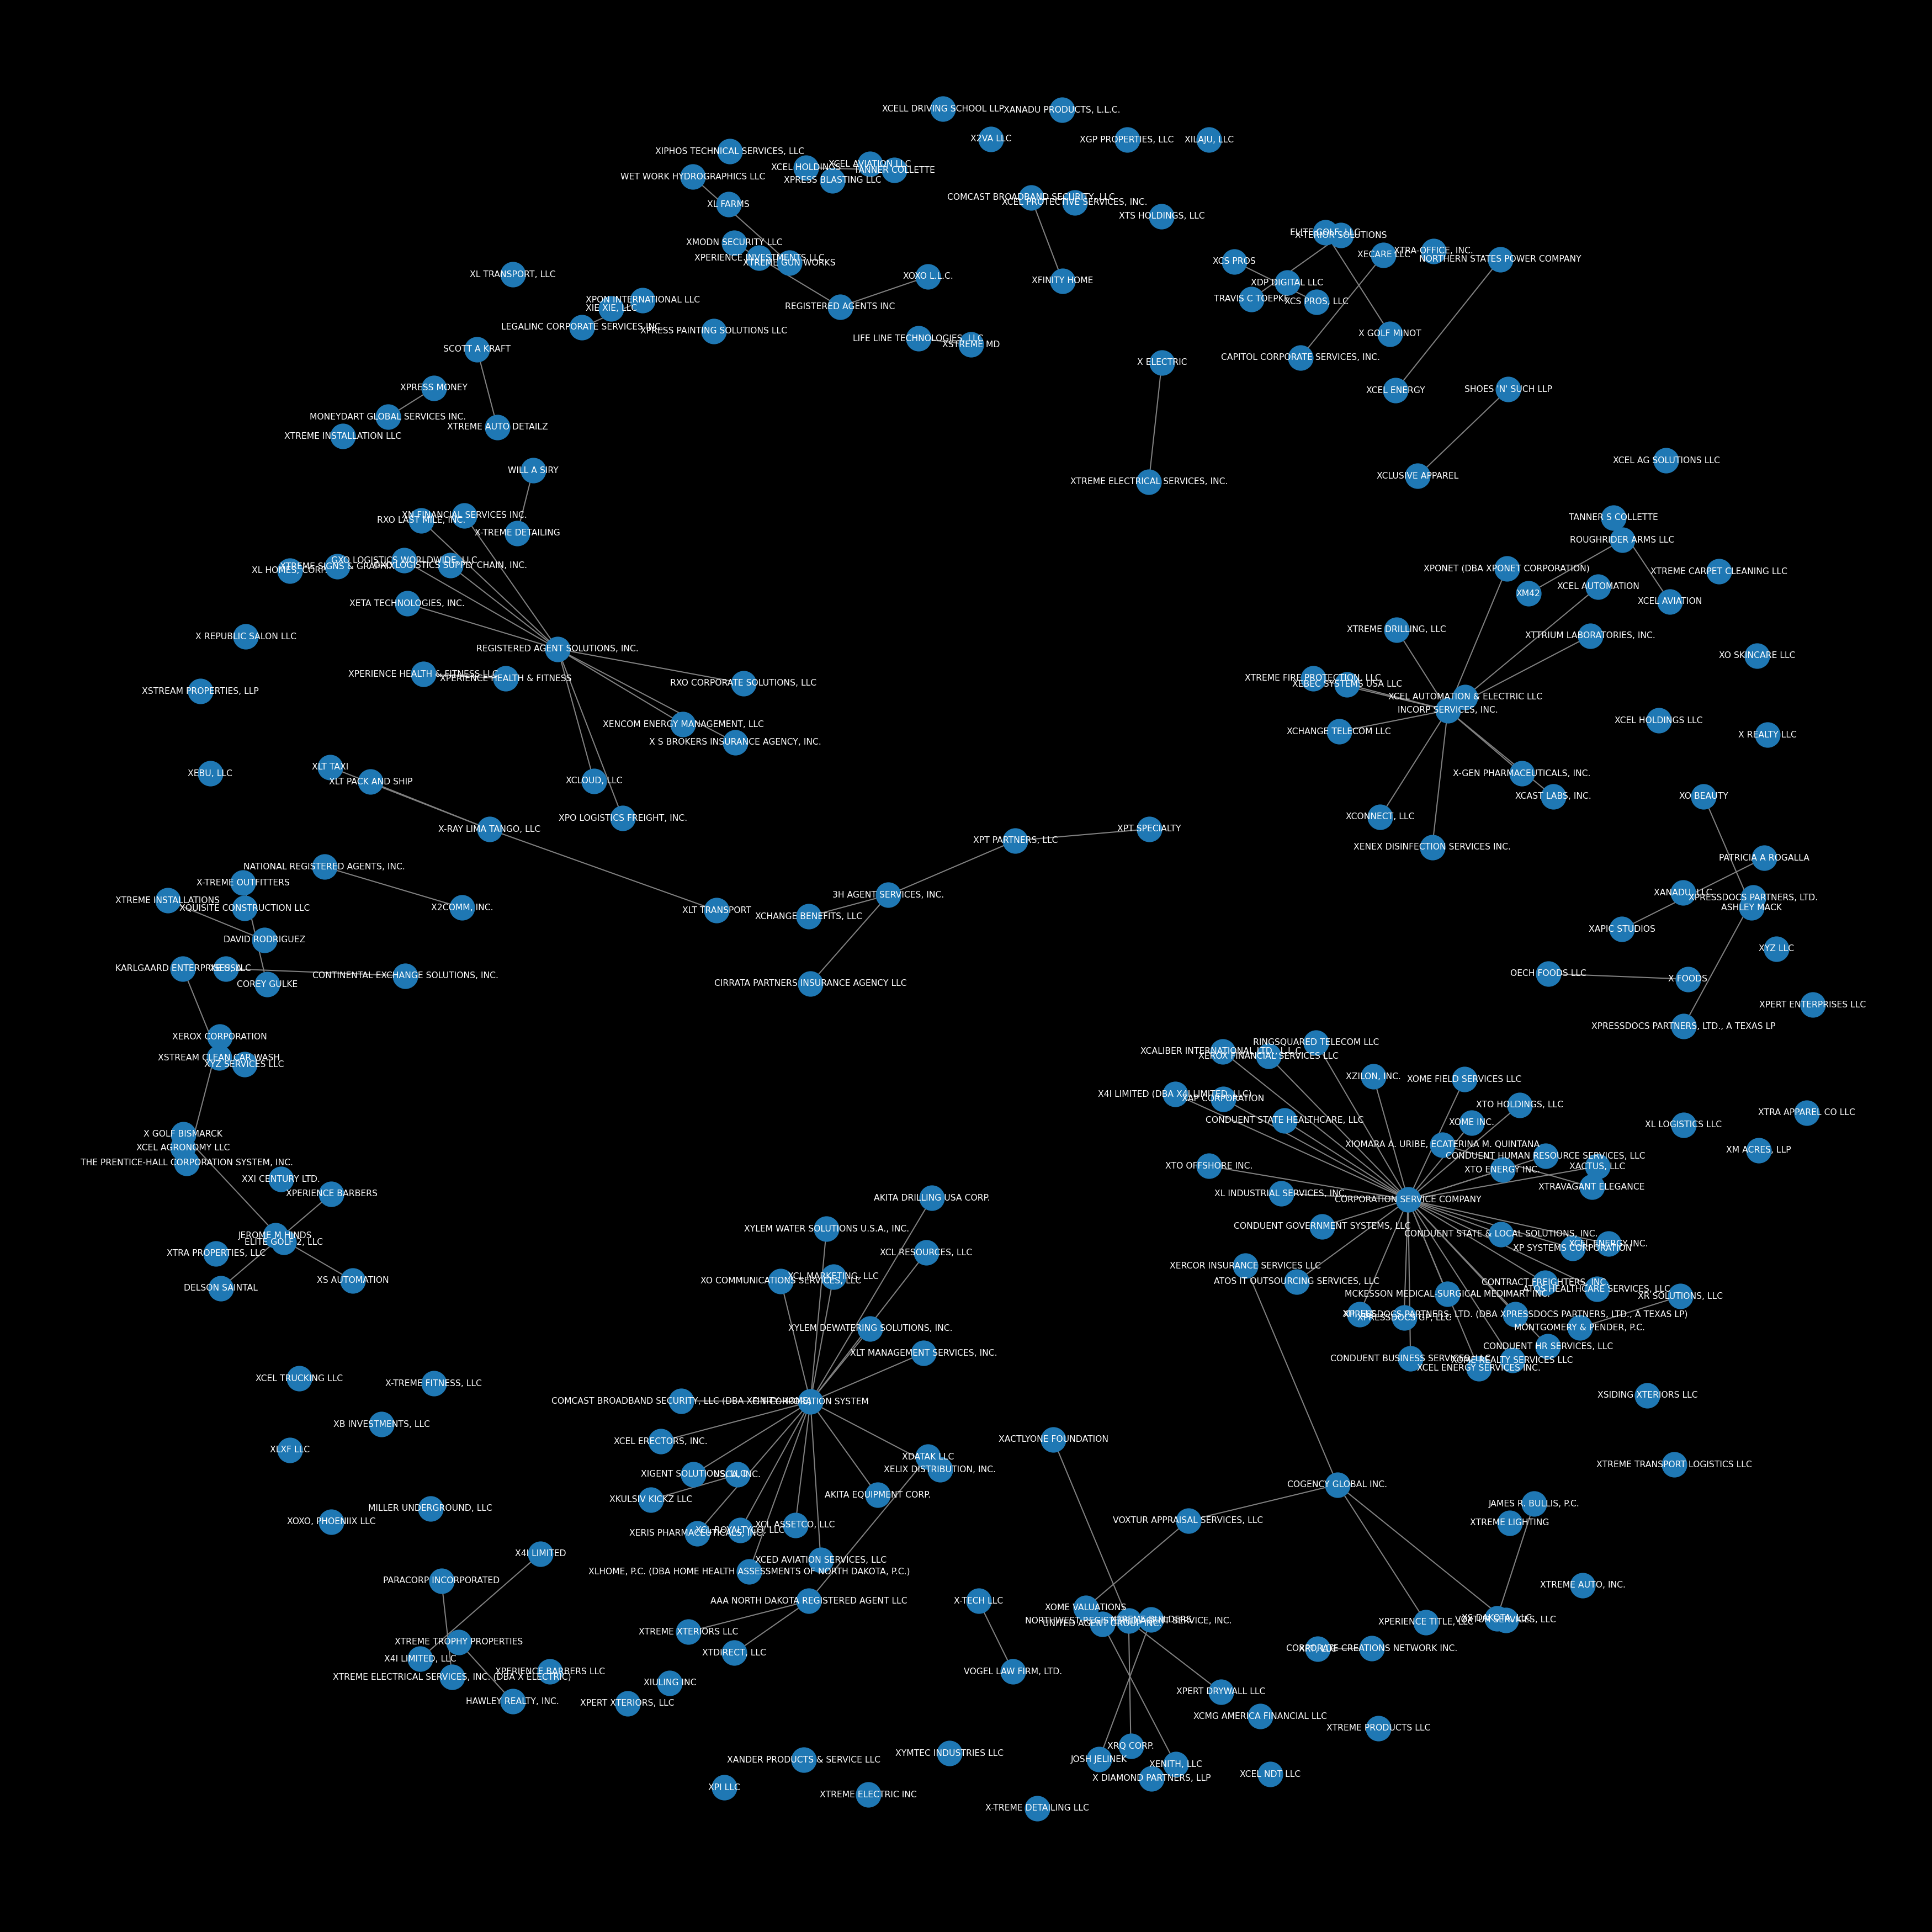 XCELL DRIVING SCHOOL LLP
XANADU PRODUCTS, L.L.C.
X2VA LLC
XGP PROPERTIES, LLC
XILAJU, LLC
XIPHOS TECHNICAL SERVICES, LLC
XCEL AVIATION LLC
XCEL HOLDINGS
TANNER COLLETTE
WET WORK HYDROGRAPHICS LLC
XPRESS BLASTING LLC
COMCAST BROADBAND SECURITY, LLC
XCEL PROTECTIVE SERVICES, INC.
XL FARMS
XTS HOLDINGS, LLC
ELITE GOLF, LLC
X-TERIOR SOLUTIONS
XMODN SECURITY LLC
XTRA-OFFICE, INC.
XECARE LLC
XPERIENCE INVESTMENTS LLC
NORTHERN STATES POWER COMPANY
XCS PROS
XTREME GUN WORKS
XL TRANSPORT, LLC
XOXO L.L.C.
XFINITY HOME
XDP DIGITAL LLC
XPON INTERNATIONAL LLC
TRAVIS C TOEPKE
XCS PROS, LLC
XIE XIE, LLC
REGISTERED AGENTS INC
LEGALINC CORPORATE SERVICES INC.
XPRESS PAINTING SOLUTIONS LLC
X GOLF MINOT
LIFE LINE TECHNOLOGIES, LLC
XSTREME MD
SCOTT A KRAFT
CAPITOL CORPORATE SERVICES, INC.
X ELECTRIC
XPRESS MONEY
XCEL ENERGY
SHOES 'N' SUCH LLP
MONEYDART GLOBAL SERVICES INC.
XTREME AUTO DETAILZ
XTREME INSTALLATION LLC
XCEL AG SOLUTIONS LLC
WILL A SIRY
XCLUSIVE APPAREL
XTREME ELECTRICAL SERVICES, INC.
XN FINANCIAL SERVICES INC.
RXO LAST MILE, INC.
TANNER S COLLETTE
X-TREME DETAILING
ROUGHRIDER ARMS LLC
GXO LOGISTICS WORLDWIDE, LLC
GXO LOGISTICS SUPPLY CHAIN, INC.
XTREME SIGNS & GRAPHIX
XL HOMES, CORP.
XPONET (DBA XPONET CORPORATION)
XTREME CARPET CLEANING LLC
XCEL AUTOMATION
XM42
XETA TECHNOLOGIES, INC.
XCEL AVIATION
XTREME DRILLING, LLC
X REPUBLIC SALON LLC
XTTRIUM LABORATORIES, INC.
REGISTERED AGENT SOLUTIONS, INC.
XO SKINCARE LLC
XPERIENCE HEALTH & FITNESS LLC
XPERIENCE HEALTH & FITNESS
XTREME FIRE PROTECTION, LLC
RXO CORPORATE SOLUTIONS, LLC
XEBEC SYSTEMS USA LLC
XSTREAM PROPERTIES, LLP
XCEL AUTOMATION & ELECTRIC LLC
INCORP SERVICES, INC.
XENCOM ENERGY MANAGEMENT, LLC
XCEL HOLDINGS LLC
XCHANGE TELECOM LLC
X REALTY LLC
X S BROKERS INSURANCE AGENCY, INC.
XLT TAXI
XEBU, LLC
X-GEN PHARMACEUTICALS, INC.
XLT PACK AND SHIP
XCLOUD, LLC
XCAST LABS, INC.
XO BEAUTY
XPO LOGISTICS FREIGHT, INC.
XCONNECT, LLC
X-RAY LIMA TANGO, LLC
XPT SPECIALTY
XPT PARTNERS, LLC
XENEX DISINFECTION SERVICES INC.
PATRICIA A ROGALLA
NATIONAL REGISTERED AGENTS, INC.
X-TREME OUTFITTERS
3H AGENT SERVICES, INC.
XANADU, LLC
XPRESSDOCS PARTNERS, LTD.
XTREME INSTALLATIONS
XQUISITE CONSTRUCTION LLC
X2COMM, INC.
XLT TRANSPORT
ASHLEY MACK
XCHANGE BENEFITS, LLC
XAPIC STUDIOS
DAVID RODRIGUEZ
XYZ LLC
KARLGAARD ENTERPRISES, LLC
CONTINENTAL EXCHANGE SOLUTIONS, INC.
OECH FOODS LLC
X FOODS
COREY GULKE
CIRRATA PARTNERS INSURANCE AGENCY LLC
XPERT ENTERPRISES LLC
XPRESSDOCS PARTNERS, LTD., A TEXAS LP
XEROX CORPORATION
RINGSQUARED TELECOM LLC
XCALIBER INTERNATIONAL LTD., L.L.C.
XEROX FINANCIAL SERVICES LLC
XSTREAM CLEAN CAR WASH
XYZ SERVICES LLC
XZILON, INC.
XOME FIELD SERVICES LLC
X4I LIMITED (DBA X4I LIMITED, LLC)
XAP CORPORATION
XTO HOLDINGS, LLC
XTRA APPAREL CO LLC
CONDUENT STATE HEALTHCARE, LLC
XOME INC.
XL LOGISTICS LLC
X GOLF BISMARCK
XIOMARA A. URIBE, ECATERINA M. QUINTANA
XCEL AGRONOMY LLC
XM ACRES, LLP
CONDUENT HUMAN RESOURCE SERVICES, LLC
THE PRENTICE-HALL CORPORATION SYSTEM, INC.
XTO OFFSHORE INC.
XACTUS, LLC
XTO ENERGY INC.
XXI CENTURY LTD.
XTRAVAGANT ELEGANCE
XPERIENCE BARBERS
XL INDUSTRIAL SERVICES, INC.
AKITA DRILLING USA CORP.
CORPORATION SERVICE COMPANY
XYLEM WATER SOLUTIONS U.S.A., INC.
CONDUENT GOVERNMENT SYSTEMS, LLC
JEROME M HINDS
CONDUENT STATE & LOCAL SOLUTIONS, INC.
ELITE GOLF 2, LLC
XCEL ENERGY INC.
XP SYSTEMS CORPORATION
XTRA PROPERTIES, LLC
XCL RESOURCES, LLC
XERCOR INSURANCE SERVICES LLC
XCL MARKETING, LLC
XS AUTOMATION
XO COMMUNICATIONS SERVICES, LLC
ATOS IT OUTSOURCING SERVICES, LLC
CONTRACT FREIGHTERS, INC.
DELSON SAINTAL
ATOS HEALTHCARE SERVICES, LLC
MCKESSON MEDICAL-SURGICAL MEDIMART INC.
XR SOLUTIONS, LLC
XPRESSDOCS PARTNERS, LTD. (DBA XPRESSDOCS PARTNERS, LTD., A TEXAS LP)
XPRESSDOCS GP, LLC
XYLEM DEWATERING SOLUTIONS, INC.
MONTGOMERY & PENDER, P.C.
CONDUENT HR SERVICES, LLC
XLT MANAGEMENT SERVICES, INC.
CONDUENT BUSINESS SERVICES, LLC
XOME REALTY SERVICES LLC
XCEL ENERGY SERVICES INC.
XCEL TRUCKING LLC
X-TREME FITNESS, LLC
XSIDING XTERIORS LLC
COMCAST BROADBAND SECURITY, LLC (DBA XFINITY HOME)
C T CORPORATION SYSTEM
XB INVESTMENTS, LLC
XACTLYONE FOUNDATION
XCEL ERECTORS, INC.
XLXF LLC
XDATAK LLC
XTREME TRANSPORT LOGISTICS LLC
XELIX DISTRIBUTION, INC.
XIGENT SOLUTIONS, LLC
COGENCY GLOBAL INC.
AKITA EQUIPMENT CORP.
XKULSIV KICKZ LLC
JAMES R. BULLIS, P.C.
MILLER UNDERGROUND, LLC
VOXTUR APPRAISAL SERVICES, LLC
XOXO, PHOENIIX LLC
XTREME LIGHTING
XCL ASSETCO, LLC
XCL ROYALTYCO, LLC
XERIS PHARMACEUTICALS, INC.
X4I LIMITED
XCED AVIATION SERVICES, LLC
XLHOME, P.C. (DBA HOME HEALTH ASSESSMENTS OF NORTH DAKOTA, P.C.)
PARACORP INCORPORATED
XTREME AUTO, INC.
AAA NORTH DAKOTA REGISTERED AGENT LLC
X-TECH LLC
XOME VALUATIONS
XTREME BUILDERS
NORTHWEST REGISTERED AGENT SERVICE, INC.
UNITED AGENT GROUP INC.
XPERIENCE TITLE, LLC
XS DAKOTA, LLC
VOXTUR SERVICES, LLC
XTREME XTERIORS LLC
XTREME TROPHY PROPERTIES
CORPORATE CREATIONS NETWORK INC.
XTDIRECT, LLC
X4I LIMITED, LLC
XPERIENCE BARBERS LLC
VOGEL LAW FIRM, LTD.
XTREME ELECTRICAL SERVICES, INC. (DBA X ELECTRIC)
XIULING INC
XPERT DRYWALL LLC
HAWLEY REALTY, INC.
XPERT XTERIORS, LLC
XCMG AMERICA FINANCIAL LLC
XTREME PRODUCTS LLC
XRQ CORP.
XYMTEC INDUSTRIES LLC
XANDER PRODUCTS & SERVICE LLC
JOSH JELINEK
XENITH, LLC
XCEL NDT LLC
X DIAMOND PARTNERS, LLP
XPI LLC
XTREME ELECTRIC INC
X-TREME DETAILING LLC